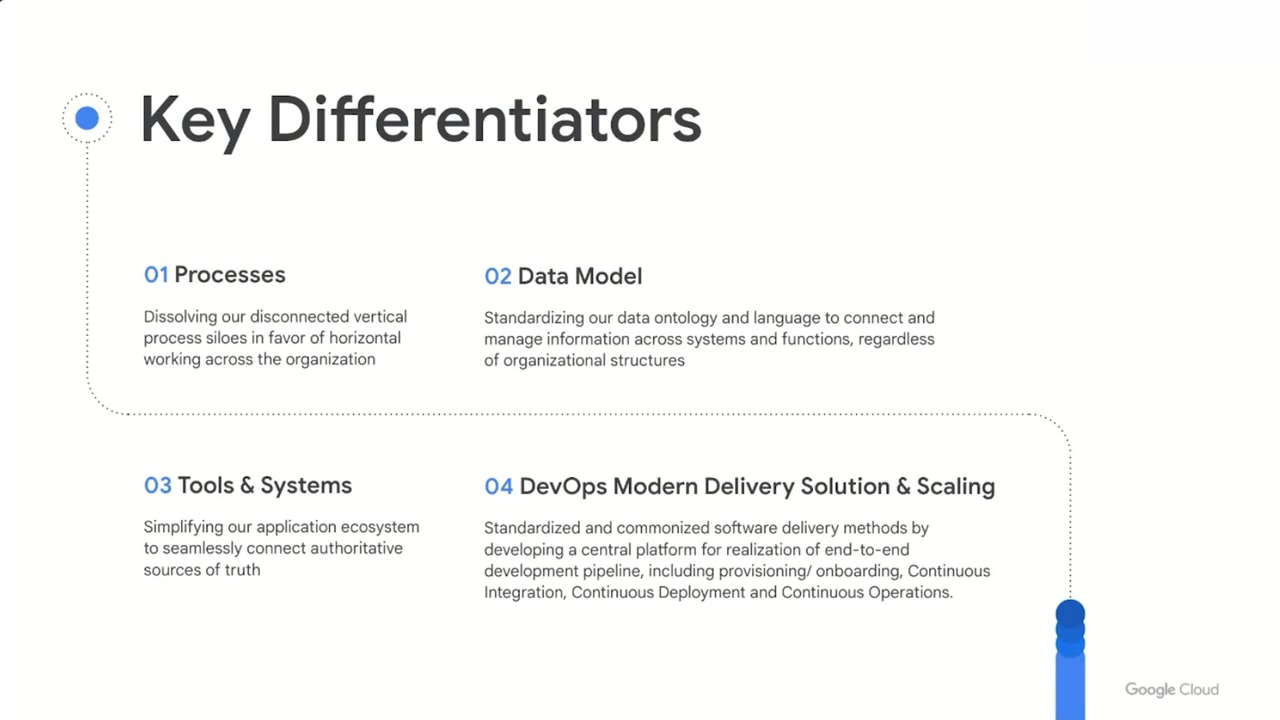 Key Differentiators
01 Processes
Dissolving our disconnected vertical
process siloes in favor of horizontal
working across the organization
02 Data Model
Standardizing our data ontology and language to connect and
manage information across systems and functions, regardless
of organizational structures
03 Tools & Systems
Simplifying our application ecosystem
to seamlessly connect authoritative
sources of truth
04 DevOps Modern Delivery Solution & Scaling
Standardized and commonized software delivery methods by
developing a central platform for realization of end-to-end
development pipeline, including provisioning/ onboarding, Continuous
Integration, Continuous Deployment and Continuous Operations.
Google Cloud